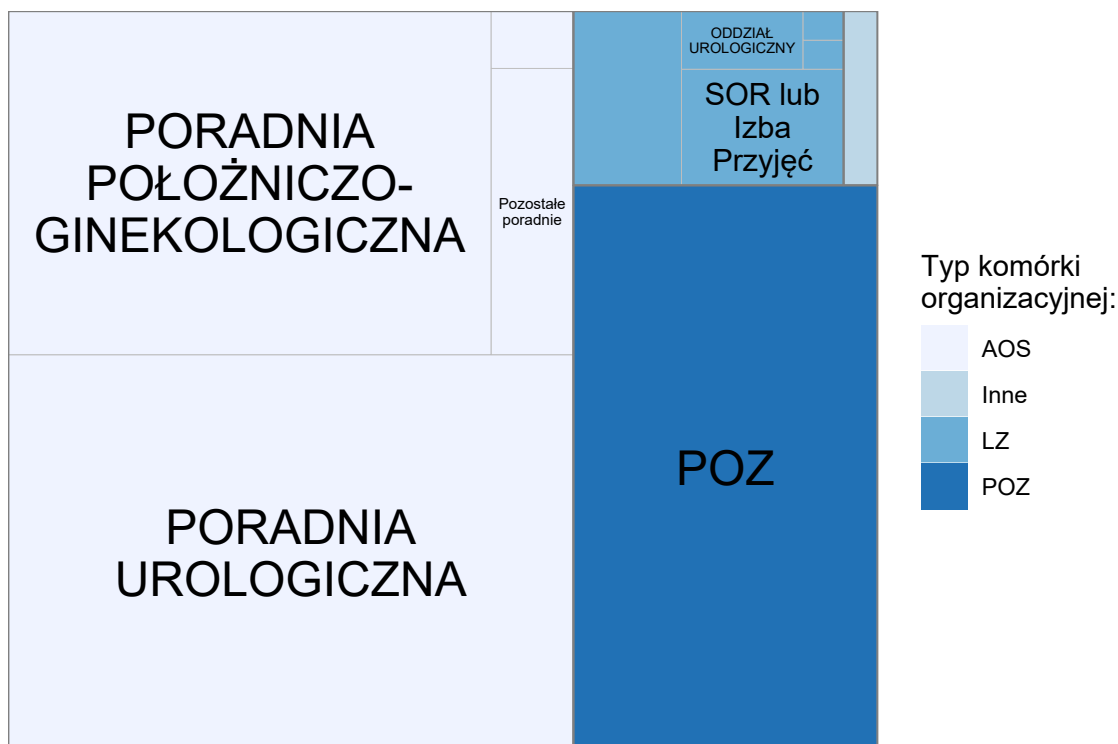 PORADNIA
POŁOŻNICZO-
GINEKOLOGICZNA
Pozostałe
poradnie
PORADNIA
UROLOGICZNA
ODDZIAŁ
UROLOGICZNY
SOR lub
Izba
Przyjęć
POZ
Typ komórki
organizacyjnej:
AOS
Inne
LZ
POZ